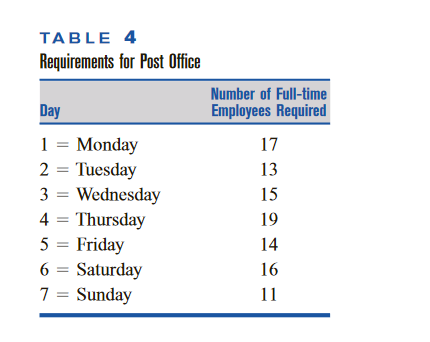 TABLE 4
Requirements for Post Office
Number of Full-time
Day Employees Required
1 = Monday 17
2 = Tuesday 13
3 = Wednesday 15
4 = Thursday 19
5 = Friday 14
6 = Saturday 16
7 = Sunday 11